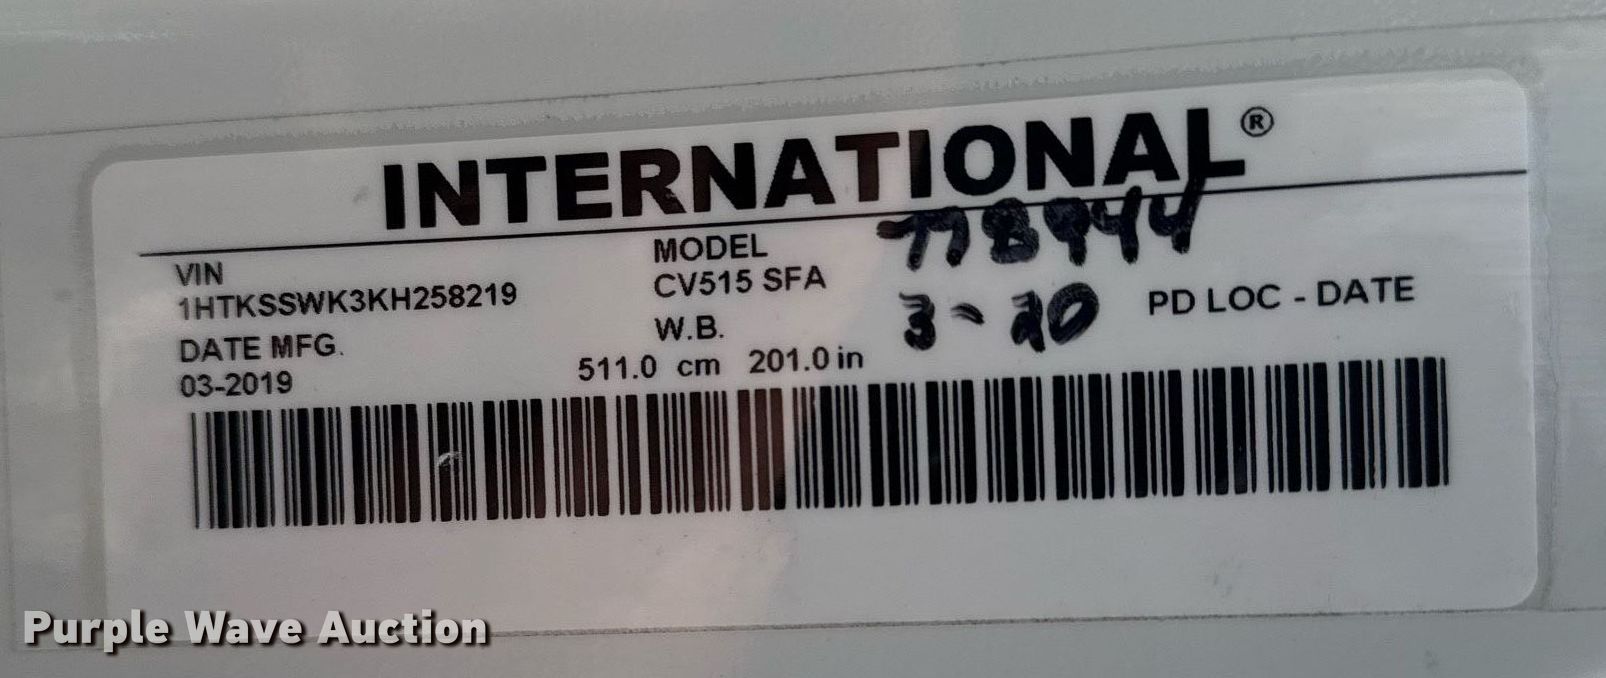 INTERNATIONAL®
VIN
1HTKSSWK3KH258219
DATE MFG.
03-2019
MODEL
CV515 SFA
W.B.
511.0 cm 201.0 in
778944
3-20
PD LOC - DATE
Purple Wave Auction